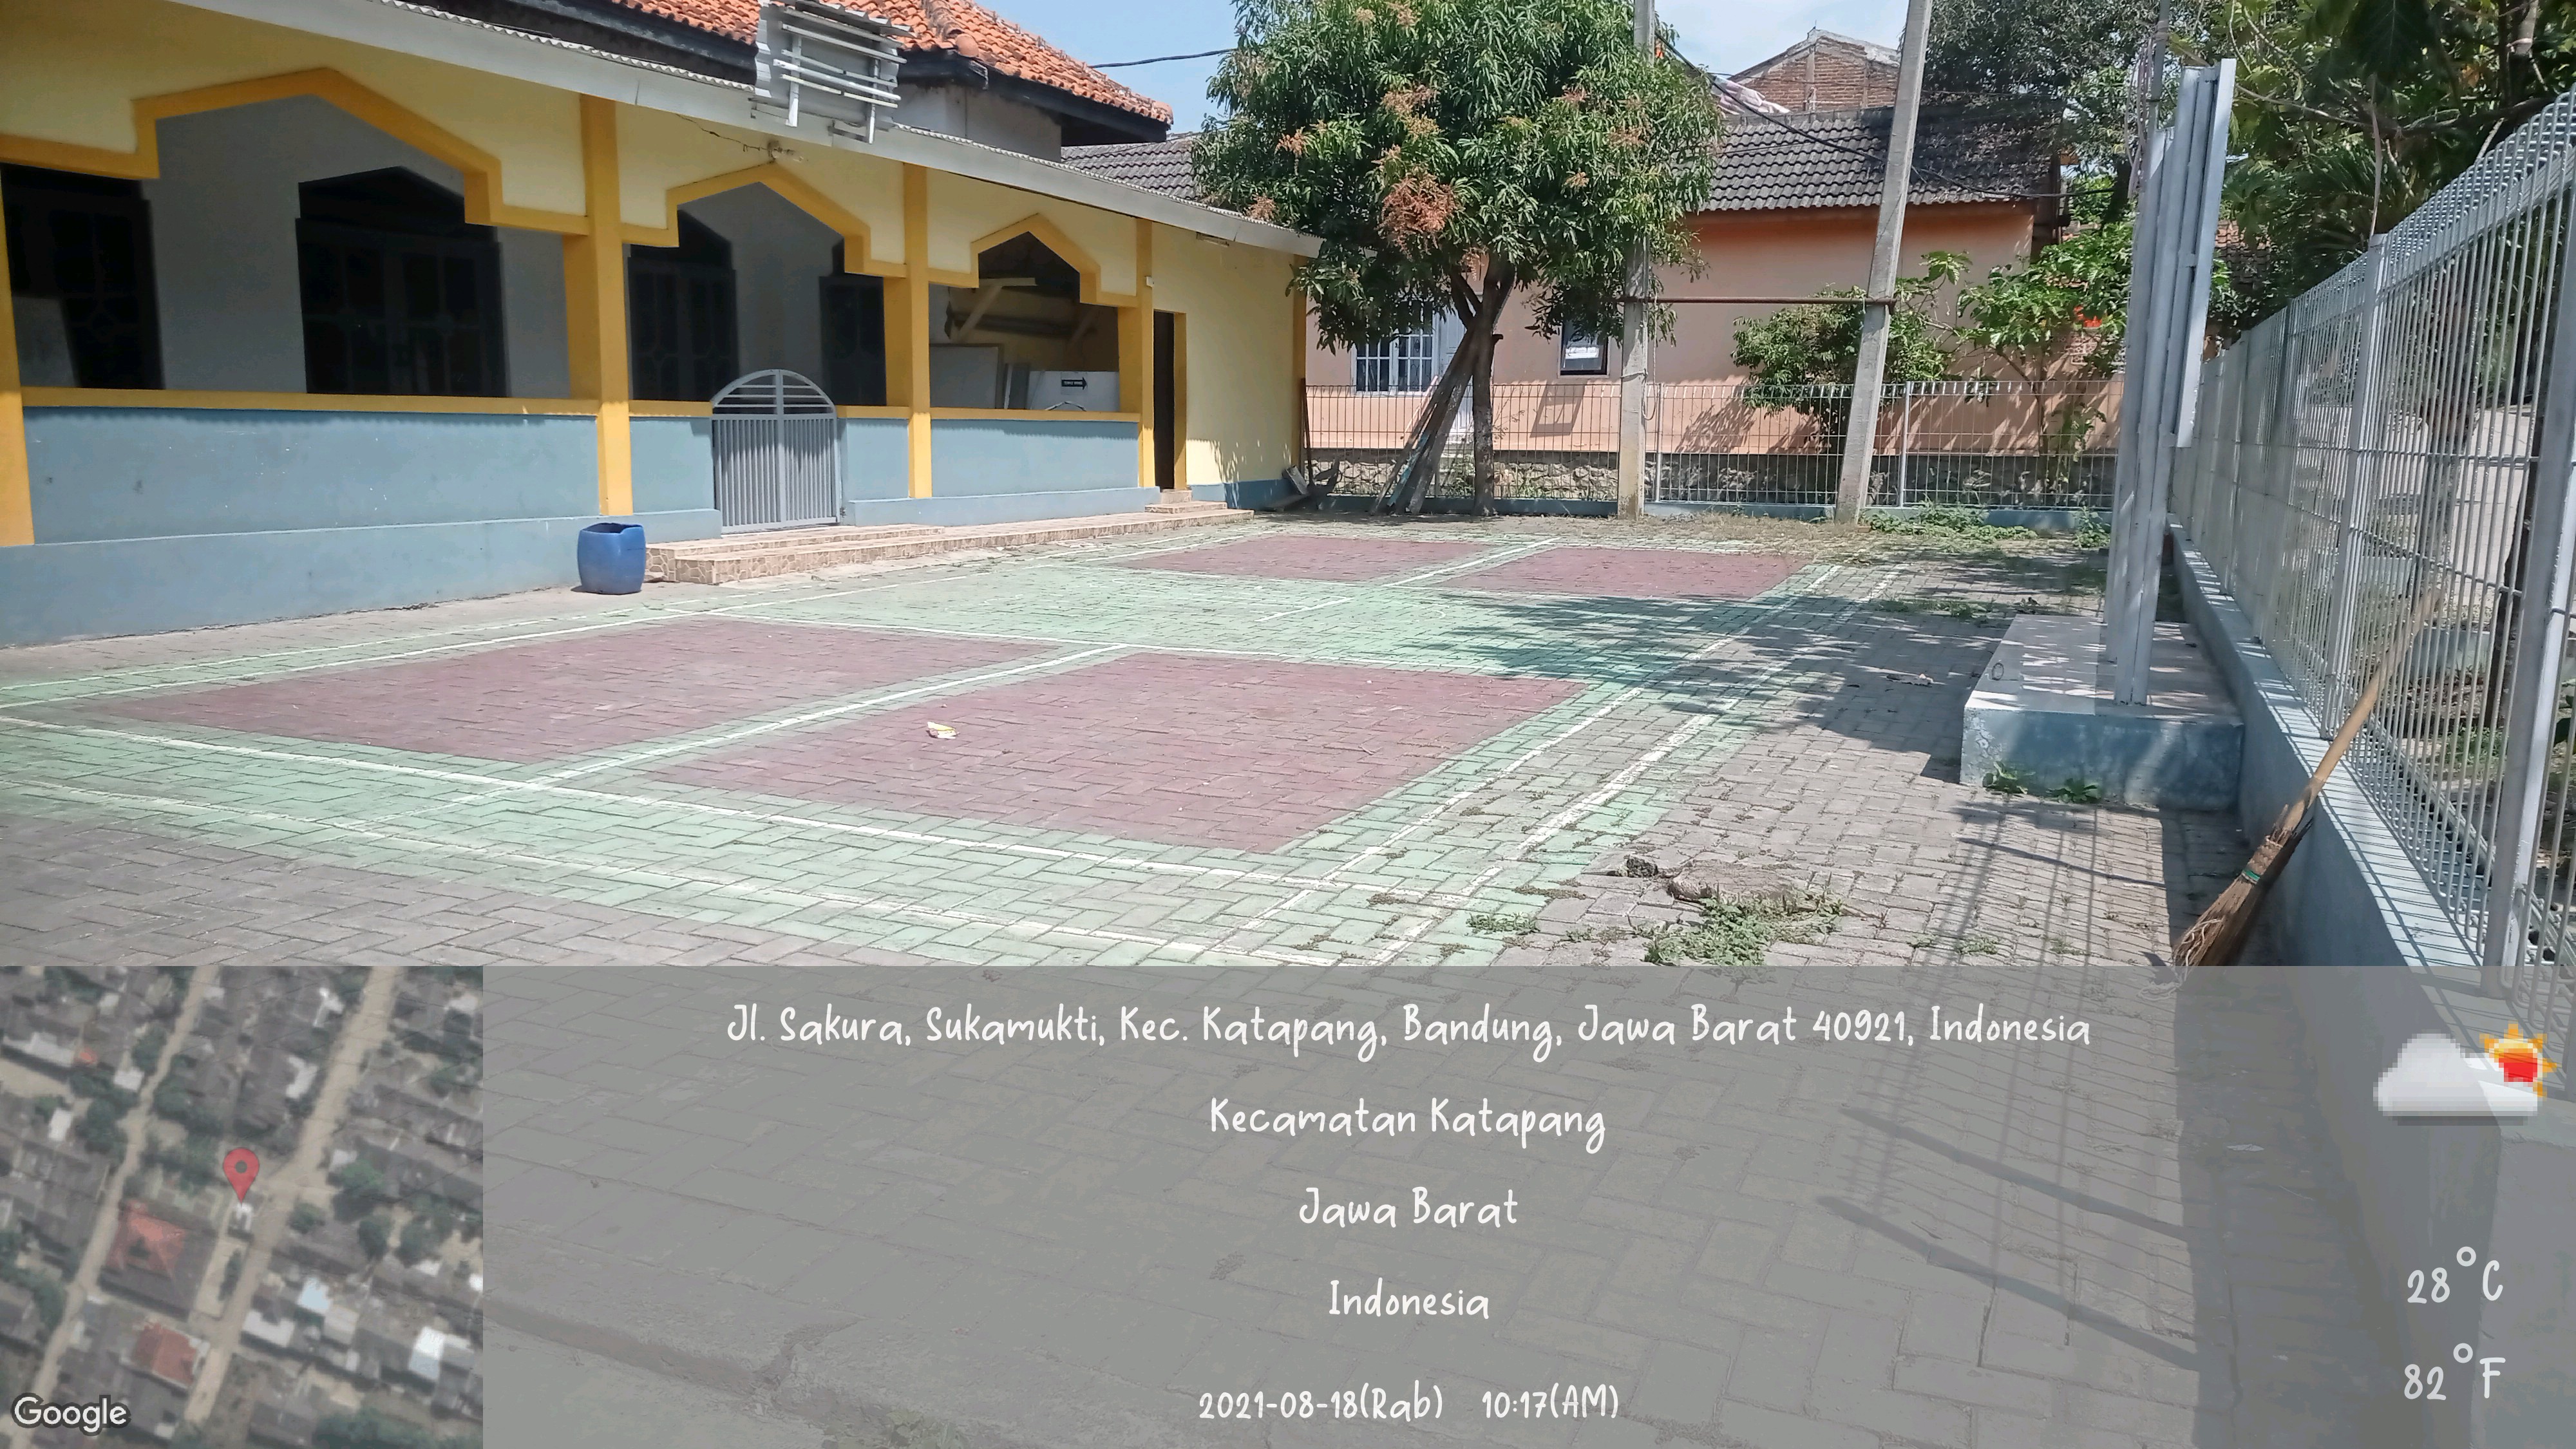 Jl. Sakura, Sukamukti, Kec. Katapang, Bandung, Jawa Barat 40921, Indonesia
Kecamatan Katapang
Jawa Barat
Indonesia
2021-08-18(Rab) 10:17(AM)
28°C
82°F
Google